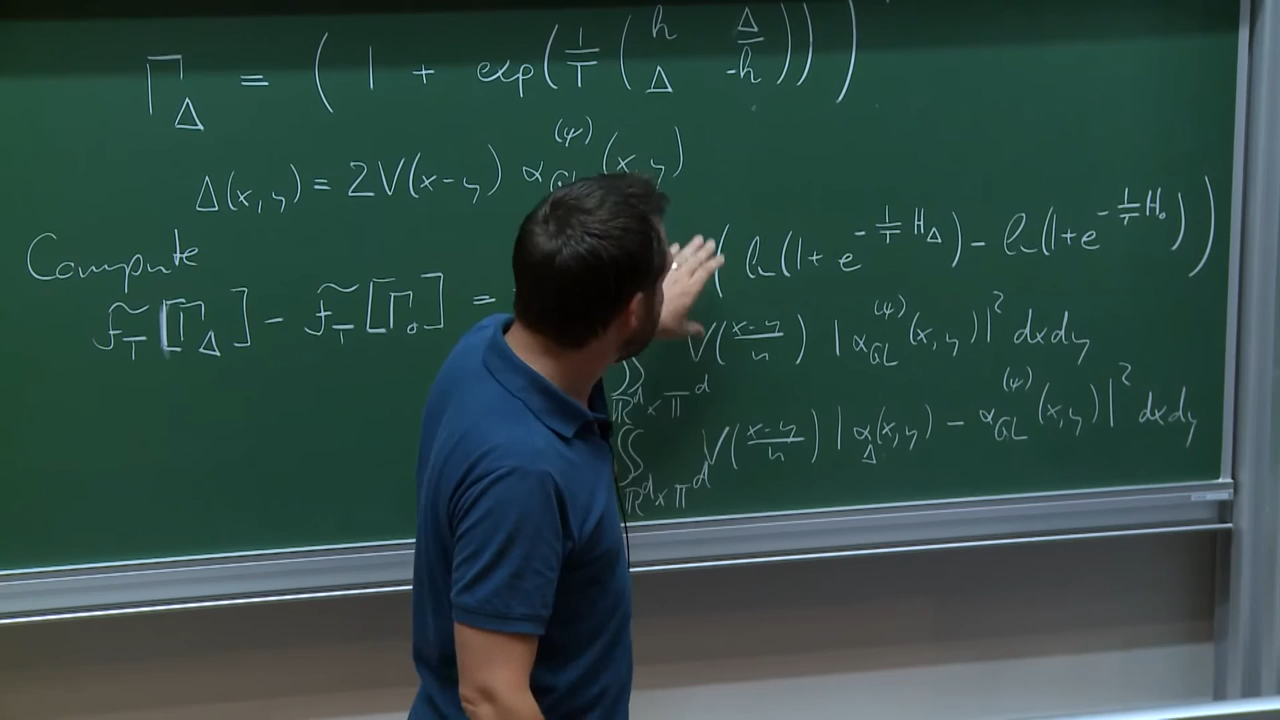 Γ_Δ = ( 1 + exp( 1/T ( h Δ̅ ; Δ -h̅ ) ) )
Δ(x,y) = 2V(x-y) α_GL^(ψ) (x,y)
Compute
f̃_T[Γ_Δ] - f̃_T[Γ_0] =
( ln(1+e^{-1/T H_Δ}) - ln(1+e^{-1/T H_0}) )
∬_{ℝ^d×𝕋^d} V((x-y)/h) |α_GL^(ψ)(x,y)|² dxdy
∬_{ℝ^d×𝕋^d} V((x-y)/h) |α_Δ(x,y) - α_GL^(ψ)(x,y)|² dxdy